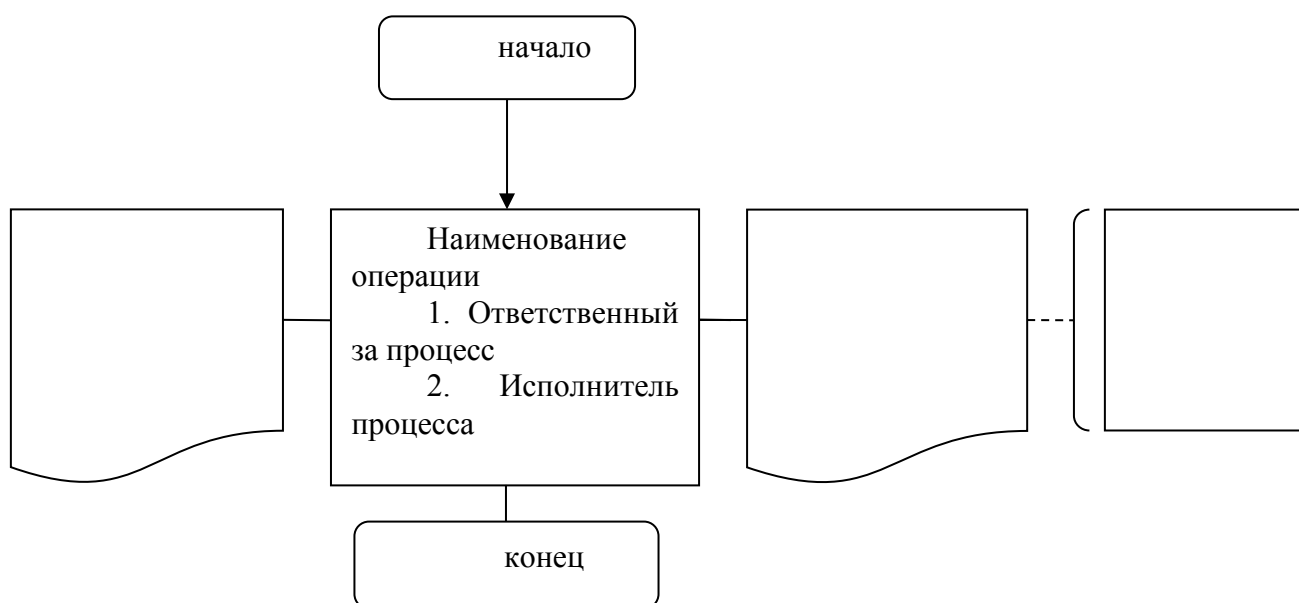 начало
Наименование
операции
1. Ответственный
за процесс
2. Исполнитель
процесса
конец